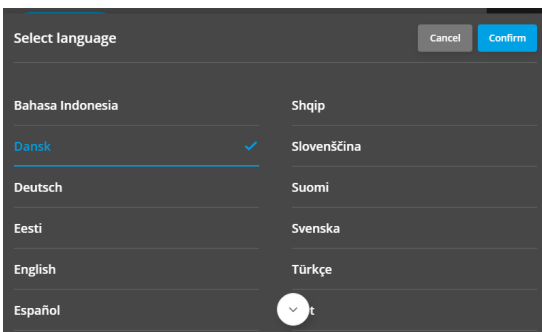 Select language
Cancel
Confirm
Bahasa Indonesia
Dansk
Deutsch
Eesti
English
Español
Shqip
Slovenščina
Suomi
Svenska
Türkçe